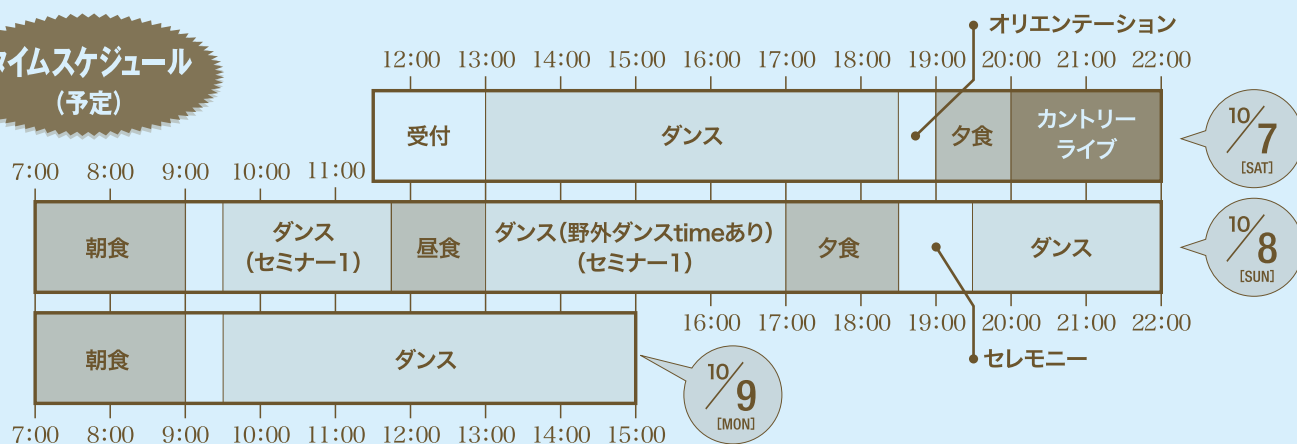 タイムスケジュール
(予定)
オリエンテーション
12:00 13:00 14:00 15:00 16:00 17:00 18:00 19:00 20:00 21:00 22:00
受付
ダンス
夕食
カントリー
ライブ
10/7
[SAT]
7:00 8:00 9:00 10:00 11:00
朝食
ダンス
(セミナー1)
昼食
ダンス(野外ダンスtimeあり)
(セミナー1)
夕食
ダンス
10/8
[SUN]
16:00 17:00 18:00 19:00 20:00 21:00 22:00
セレモニー
朝食
ダンス
10/9
[MON]
7:00 8:00 9:00 10:00 11:00 12:00 13:00 14:00 15:00